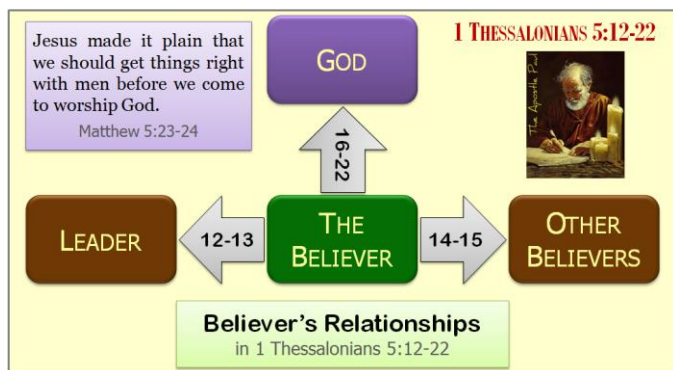 Jesus made it plain that
we should get things right
with men before we come
to worship God.
Matthew 5:23-24
GOD
1 THESSALONIANS 5:12-22
The Apostle Paul
16-22
LEADER
12-13
THE
BELIEVER
14-15
OTHER
BELIEVERS
Believer's Relationships
in 1 Thessalonians 5:12-22